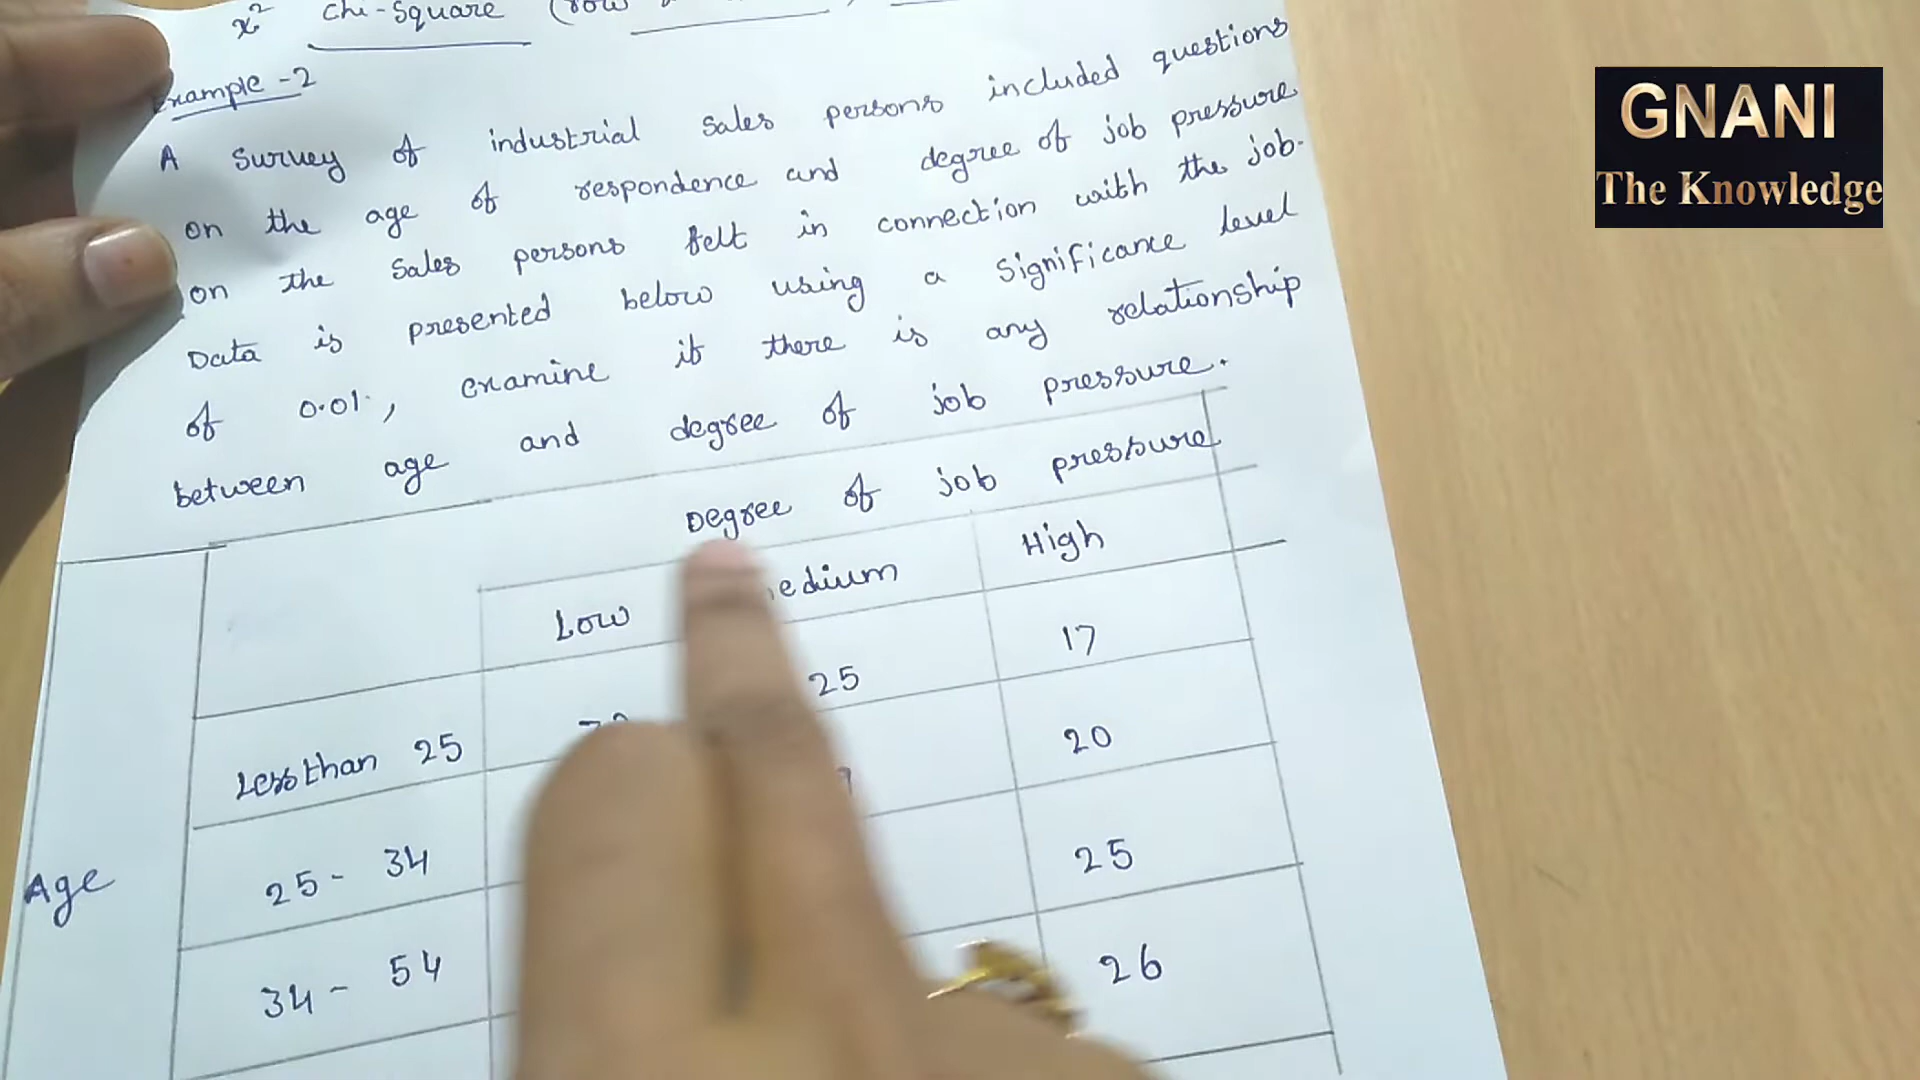 x² chi-square
Example -2
A survey of industrial sales persons included questions
on the age of respondence and degree of job pressure
on the sales persons felt in connection with the job.
Data is presented below using a significance level
of 0.01, examine if there is any relationship
between age and degree of job pressure.
Degree of job pressure
Low High
Less than 25 25 17
25 - 34 20
34 - 54 25
26
Age
GNANI
The Knowledge